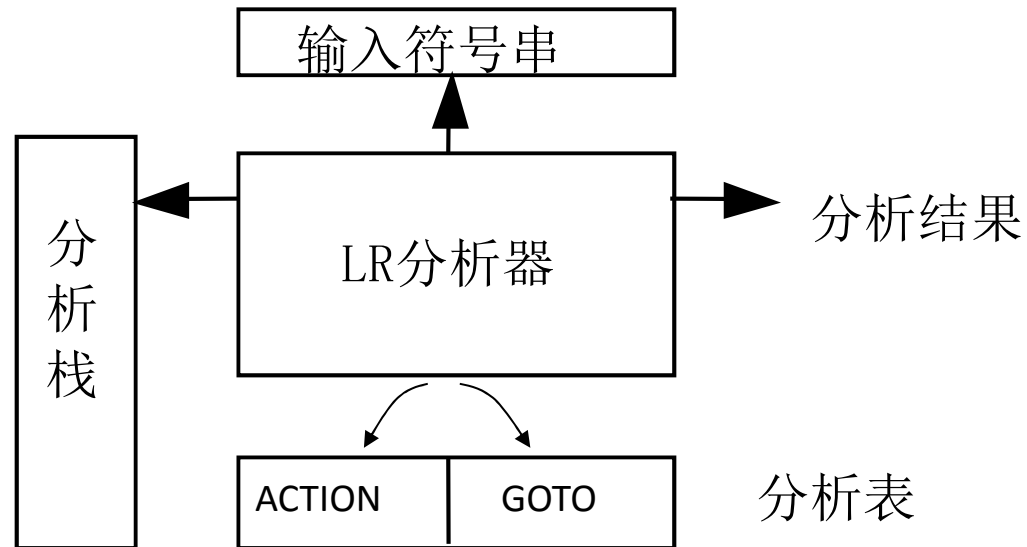 输入符号串
分
析
栈
LR分析器
分析结果
ACTION
GOTO
分析表